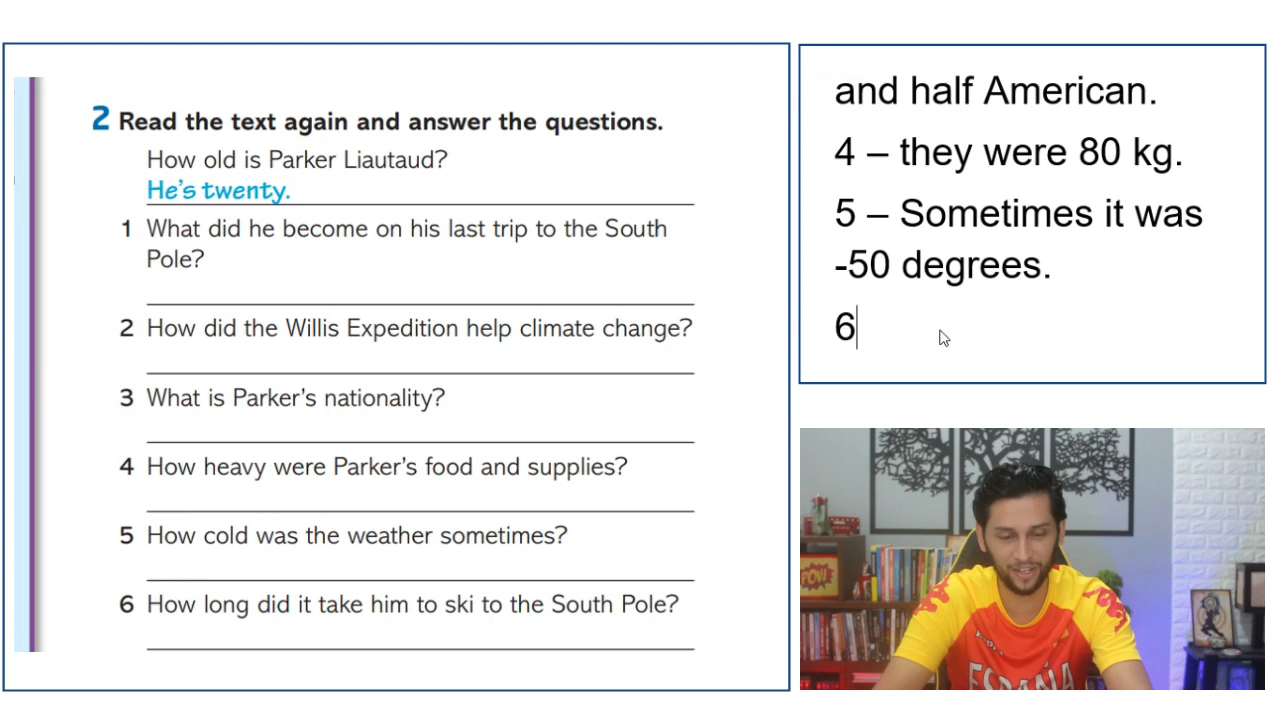 2 Read the text again and answer the questions.
How old is Parker Liautaud?
He's twenty.
1 What did he become on his last trip to the South
Pole?
2 How did the Willis Expedition help climate change?
3 What is Parker's nationality?
4 How heavy were Parker's food and supplies?
5 How cold was the weather sometimes?
6 How long did it take him to ski to the South Pole?
and half American.
4 – they were 80 kg.
5 – Sometimes it was
-50 degrees.
6
POW!
ESPAÑA